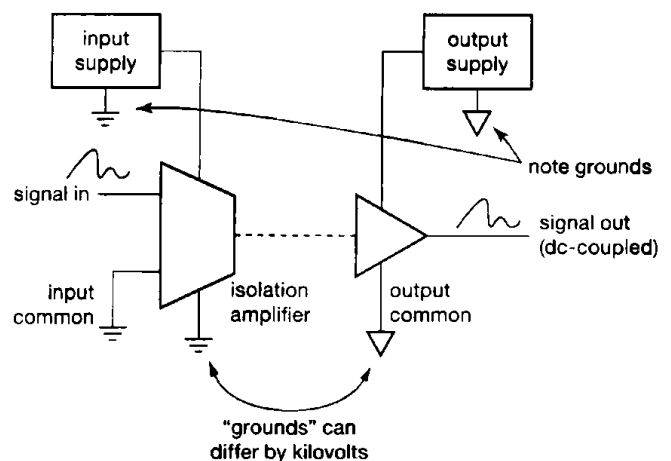 input
supply
output
supply
note grounds
signal in
signal out
(dc-coupled)
input
common
isolation
amplifier
output
common
"grounds" can
differ by kilovolts